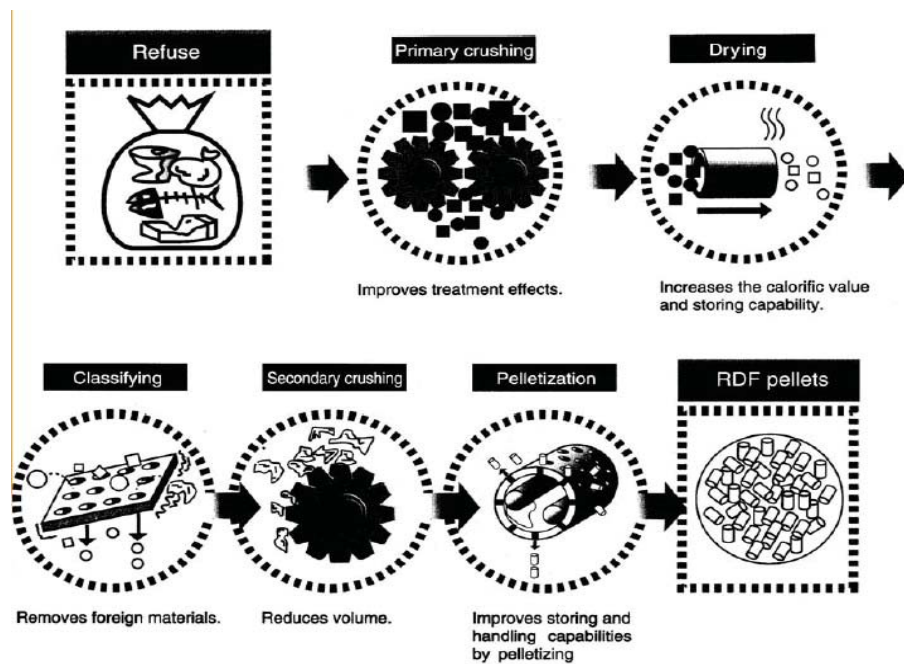 Refuse
Primary crushing
Drying
Improves treatment effects.
Increases the calorific value
and storing capability.
Classifying
Secondary crushing
Pelletization
RDF pellets
Removes foreign materials.
Reduces volume.
Improves storing and
handling capabilities
by pelletizing